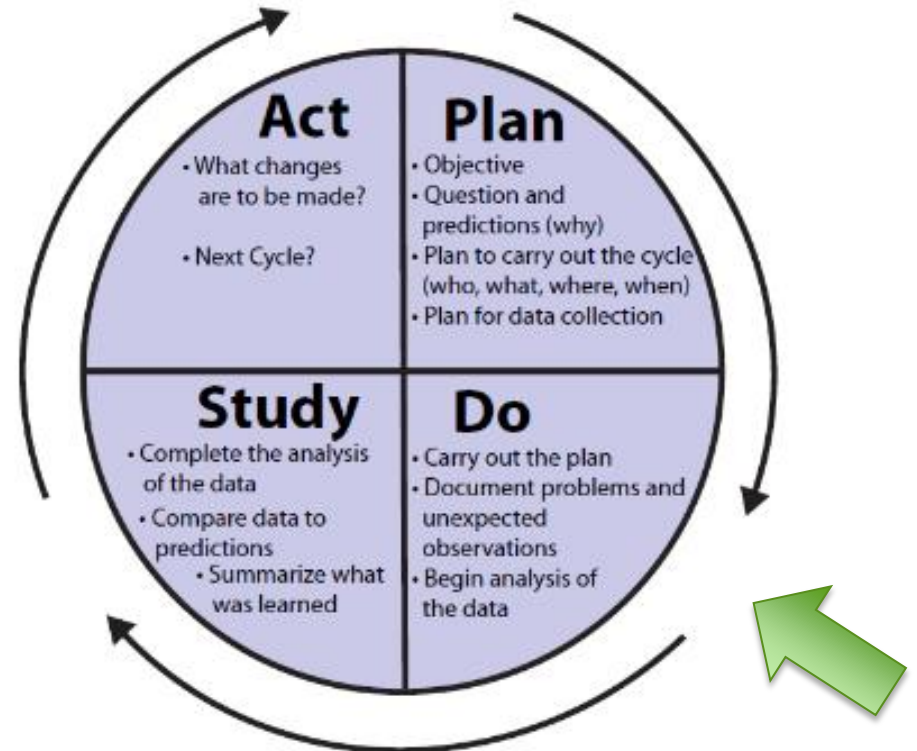 Act
• What changes
are to be made?
• Next Cycle?
Plan
• Objective
• Question and
predictions (why)
• Plan to carry out the cycle
(who, what, where, when)
• Plan for data collection
Study
• Complete the analysis
of the data
• Compare data to
predictions
• Summarize what
was learned
Do
• Carry out the plan
• Document problems and
unexpected
observations
• Begin analysis of
the data